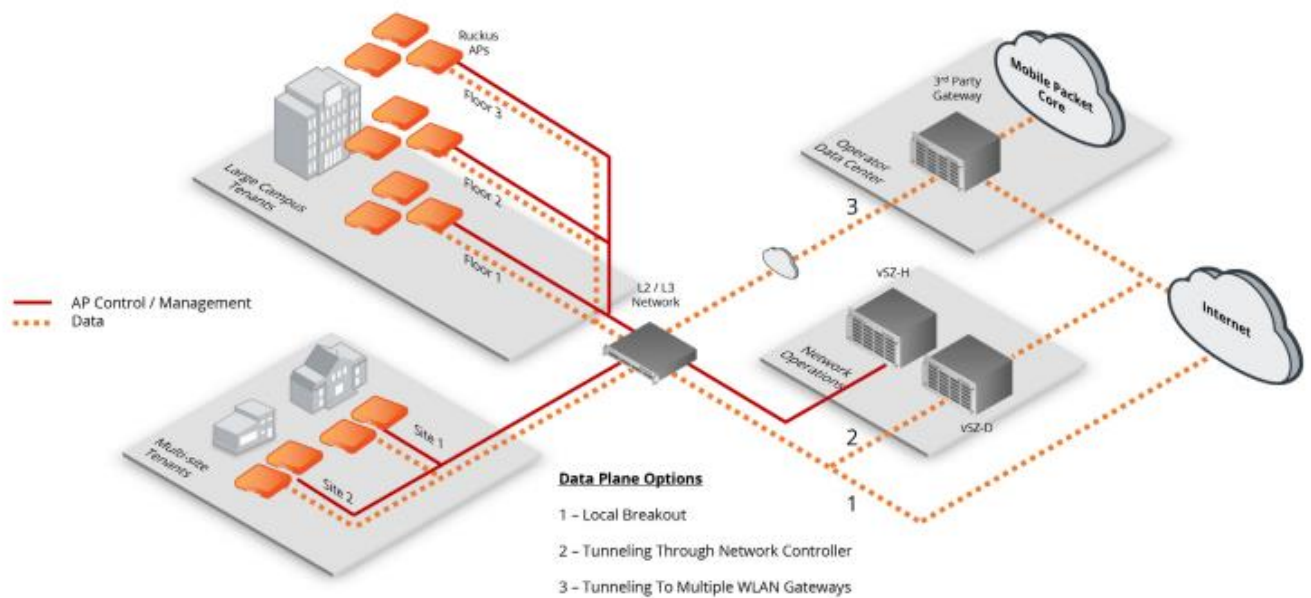 Ruckus
APs
Floor 3
Floor 2
Floor 1
Large Campus
Tenants
3rd Party
Gateway
Mobile Packet
Core
Operator
Data Center
3
L2 / L3
Network
vSZ-H
Network
Operations
vSZ-D
Internet
AP Control / Management
Data
Multi-site
Tenants
Site 1
Site 2
2
1
Data Plane Options
1 – Local Breakout
2 – Tunneling Through Network Controller
3 – Tunneling To Multiple WLAN Gateways